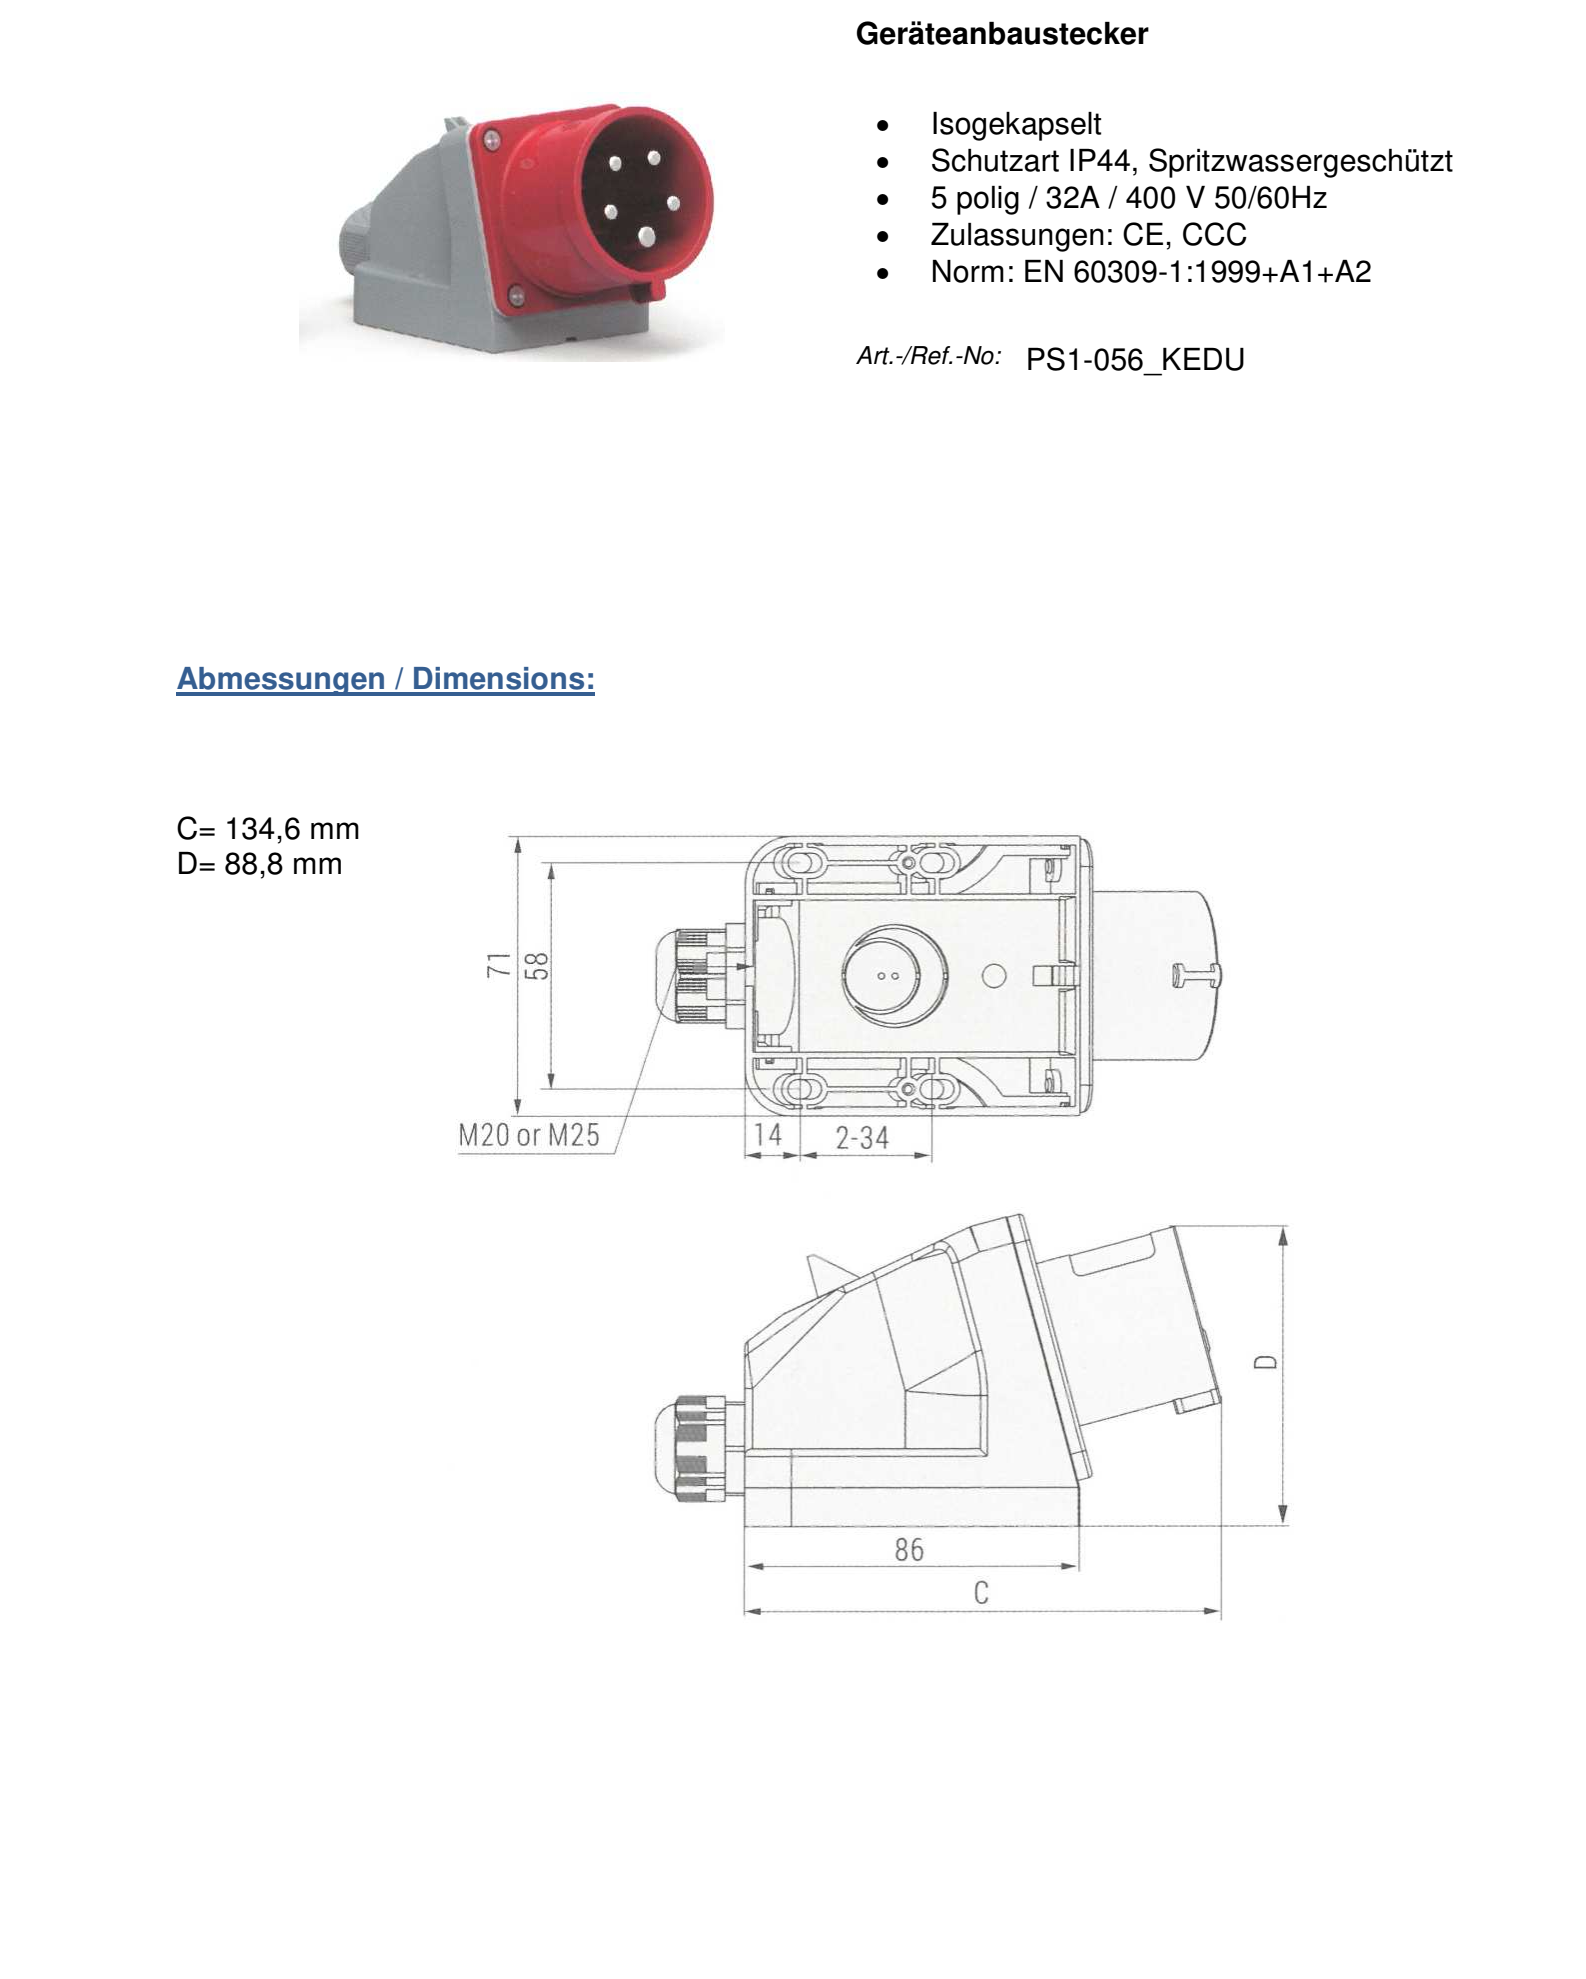 Geräteanbaustecker
• Isogekapselt
• Schutzart IP44, Spritzwassergeschützt
• 5 polig / 32A / 400 V 50/60Hz
• Zulassungen: CE, CCC
• Norm: EN 60309-1:1999+A1+A2
Art.-/Ref.-No: PS1-056_KEDU
Abmessungen / Dimensions:
C= 134,6 mm
D= 88,8 mm
71
58
M20 or M25
14
2-34
D
86
C